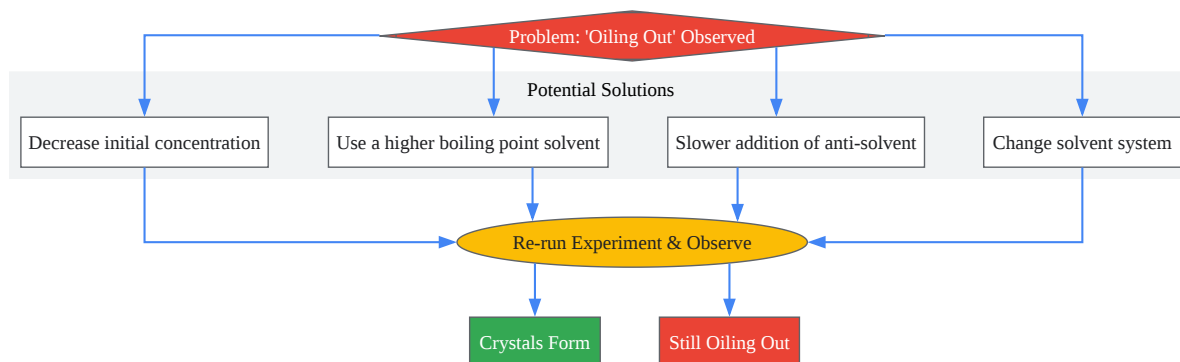 Problem: 'Oiling Out' Observed
Potential Solutions
Decrease initial concentration
Use a higher boiling point solvent
Slower addition of anti-solvent
Change solvent system
Re-run Experiment & Observe
Crystals Form
Still Oiling Out